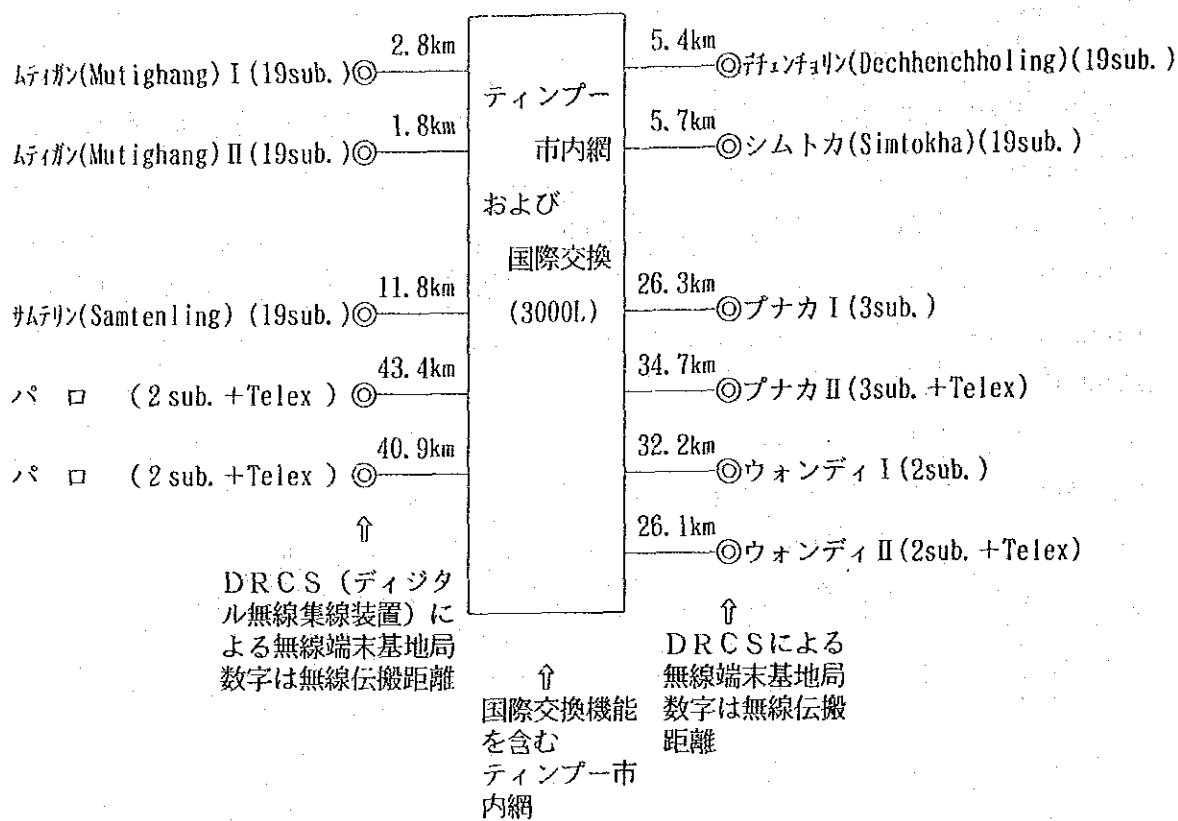 2.8km
ムティガン(Mutighang) I (19sub.)◎
1.8km
ムティガン(Mutighang) II (19sub.)◎
11.8km
サムテリン(Samtenling) (19sub.)◎
43.4km
パ ロ (2 sub. +Telex ) ◎
40.9km
パ ロ (2 sub. +Telex ) ◎
⇧
DRCS(ディジタ
ル無線集線装置)に
よる無線端末基地局
数字は無線伝搬距離
ティンプー
市内網
および
国際交換
(3000L)
⇧
国際交換機能
を含む
ティンプー市
内網
5.4km
◎デチェンチョリン(Dechhenchholing)(19sub.)
5.7km
◎シムトカ(Simtokha)(19sub.)
26.3km
◎プナカ I (3sub.)
34.7km
◎プナカ II (3sub. +Telex)
32.2km
◎ウォンディ I (2sub.)
26.1km
◎ウォンディ II (2sub. +Telex)
⇧
DRCSによる
無線端末基地局
数字は無線伝搬
距離